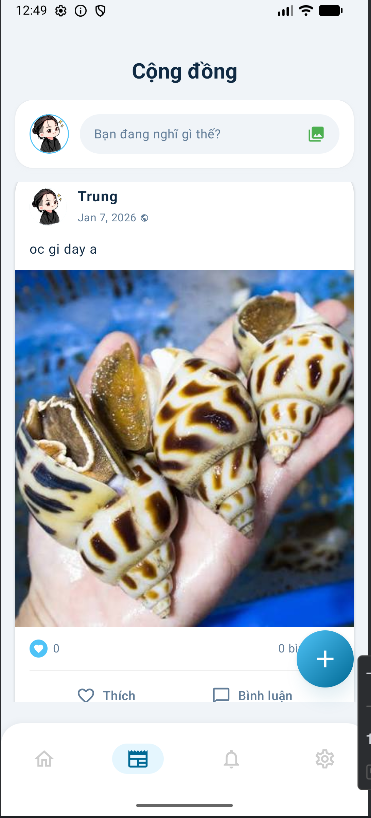 12:49
Cộng đồng
Bạn đang nghĩ gì thế?
Trung
Jan 7, 2026
oc gi day a
0
0
Thích
Bình luận